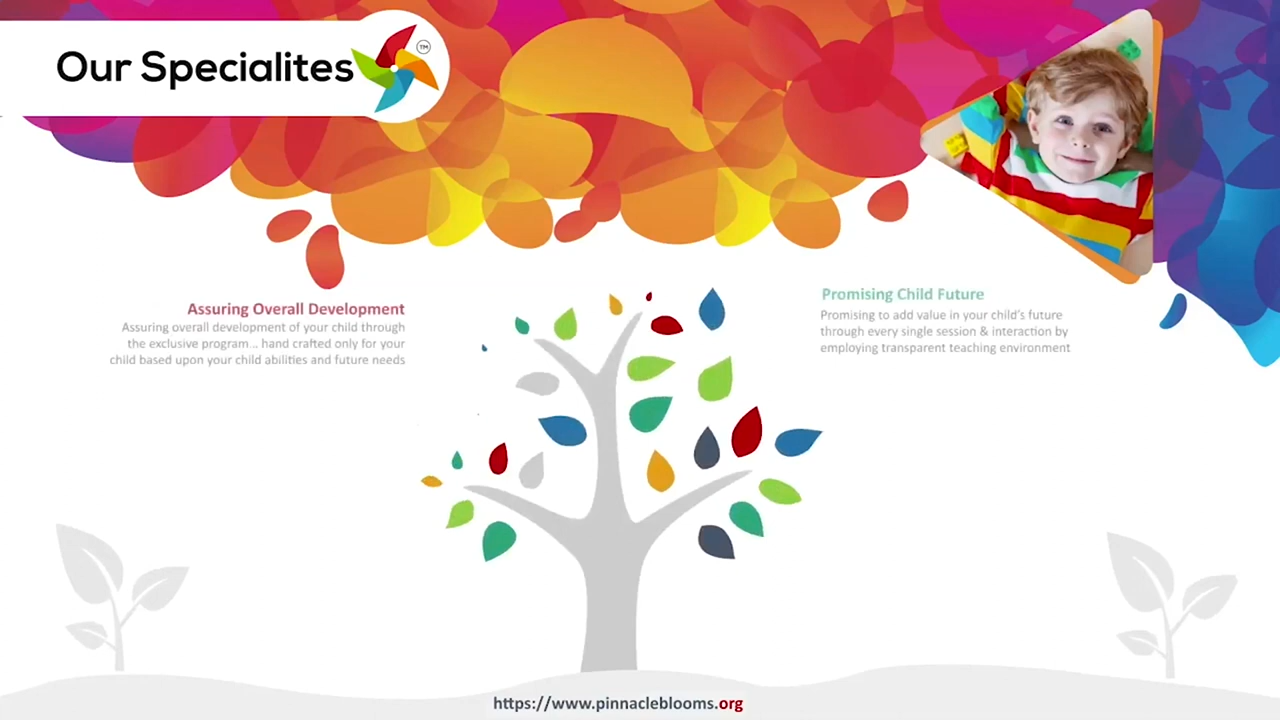 Our Specialites
TM
Assuring Overall Development
Assuring overall development of your child through
the exclusive program... hand crafted only for your
child based upon your child abilities and future needs
Promising Child Future
Promising to add value in your child's future
through every single session & interaction by
employing transparent teaching environment
https://www.pinnacleblooms.org